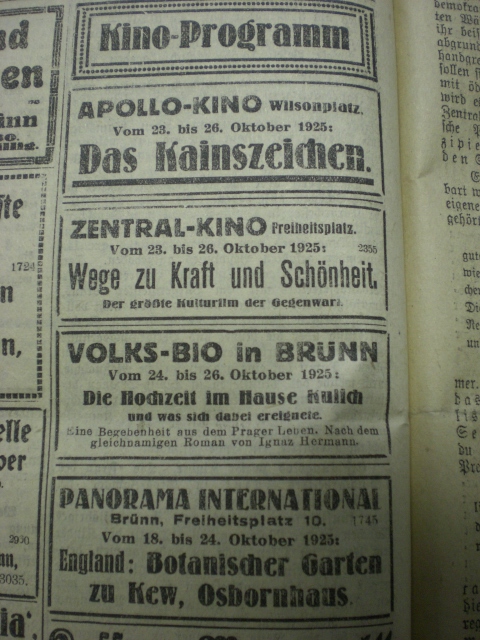 Kino-Programm
APOLLO-KINO Wilsonplatz.
Vom 23. bis 26. Oktober 1925:
Das Kainszeichen.
ZENTRAL-KINO Freiheitsplatz.
Vom 23. bis 26. Oktober 1925: 2355
Wege zu Kraft und Schönheit.
Der größte Kulturfilm der Gegenwart.
VOLKS-BIO in BRÜNN
Vom 24. bis 26. Oktober 1925:
Die Hochzeit im Hause Kulich
und was sich dabei ereignete.
Eine Begebenheit aus dem Prager Leben. Nach dem
gleichnamigen Roman von Ignaz Hermann.
PANORAMA INTERNATIONAL
Brünn, Freiheitsplatz 10. 1745
Vom 18. bis 24. Oktober 1925:
England: Botanischer Garten
zu Kew, Osbornhaus.